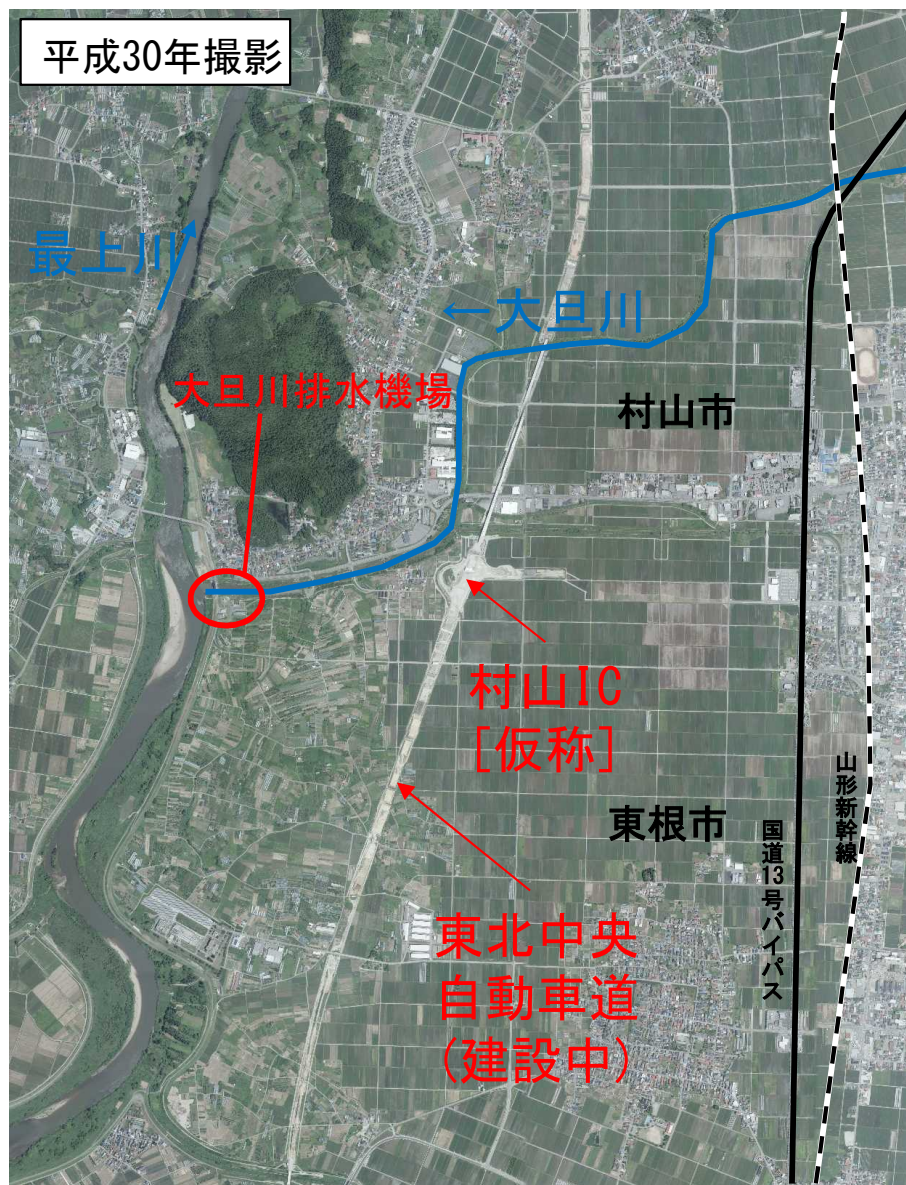 平成30年撮影
最上川
←大旦川
大旦川排水機場
村山市
村山IC
[仮称]
山形新幹線
東根市
国道13号バイパス
東北中央
自動車道
(建設中)